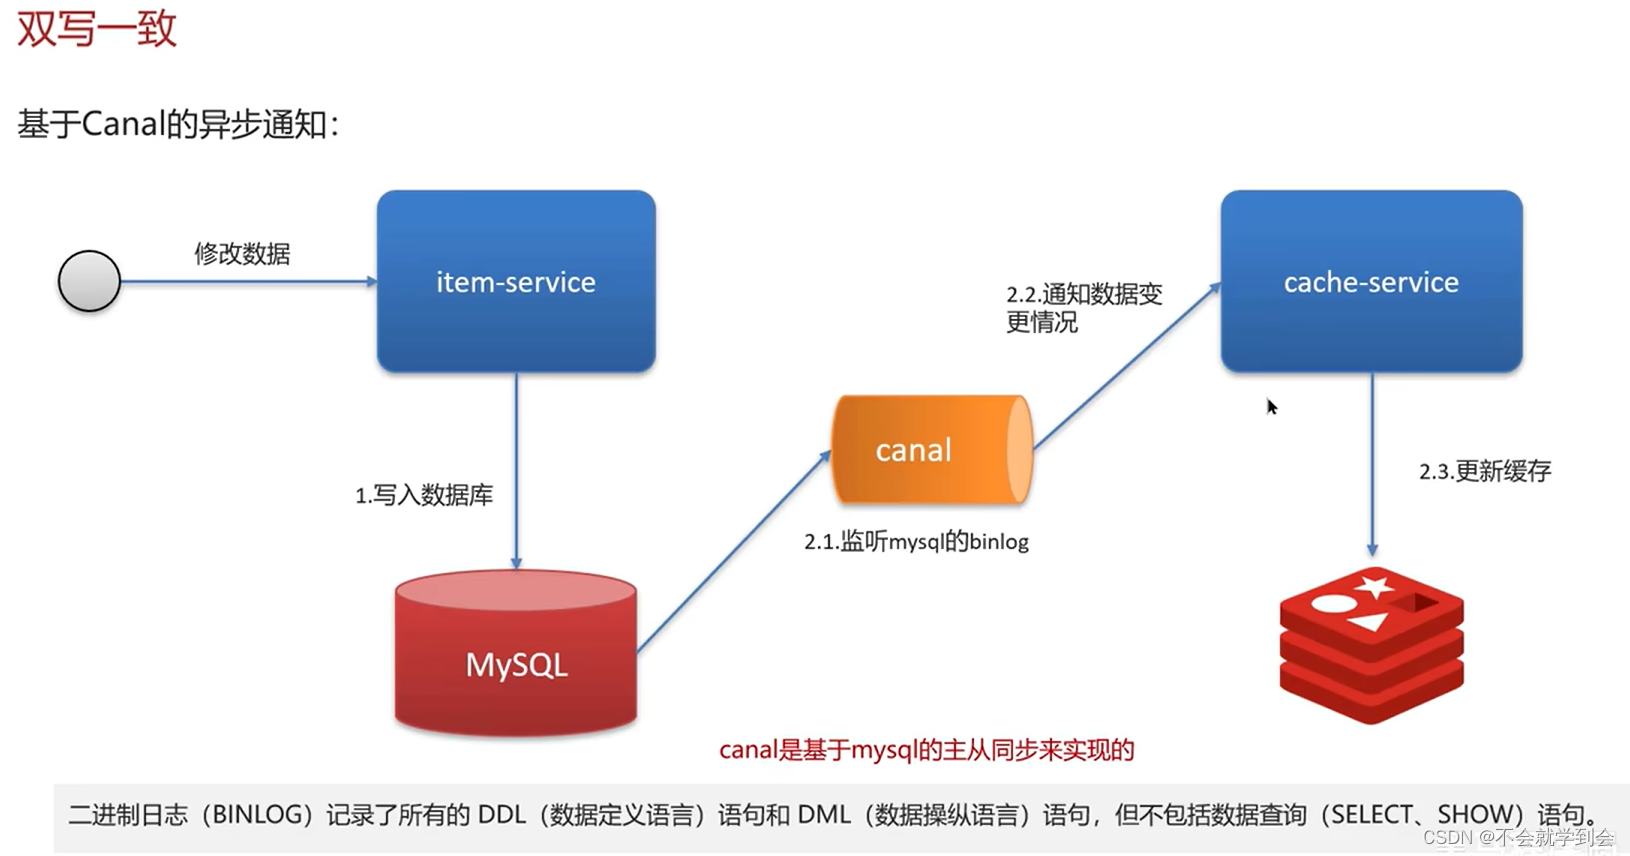 双写一致
基于Canal的异步通知：
修改数据
item-service
cache-service
2.2.通知数据变
更情况
canal
1.写入数据库
2.3.更新缓存
2.1.监听mysql的binlog
MySQL
canal是基于mysql的主从同步来实现的
二进制日志（BINLOG）记录了所有的 DDL（数据定义语言）语句和 DML（数据操纵语言）语句，但不包括数据查询（SELECT、SHOW）语句。
CSDN @不会就学到会